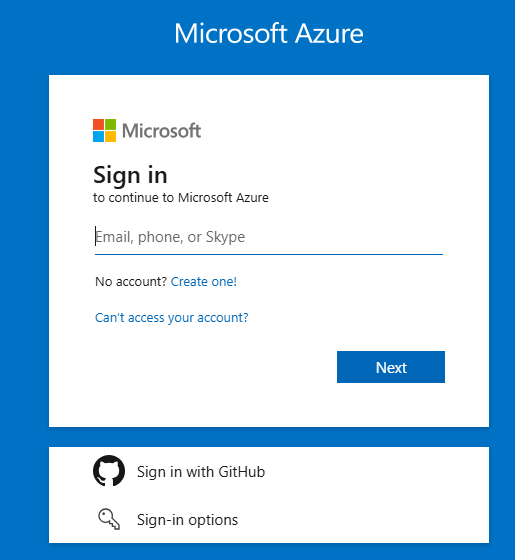 Microsoft Azure
Microsoft
Sign in
to continue to Microsoft Azure
Email, phone, or Skype
No account? Create one!
Can't access your account?
Next
Sign in with GitHub
Sign-in options